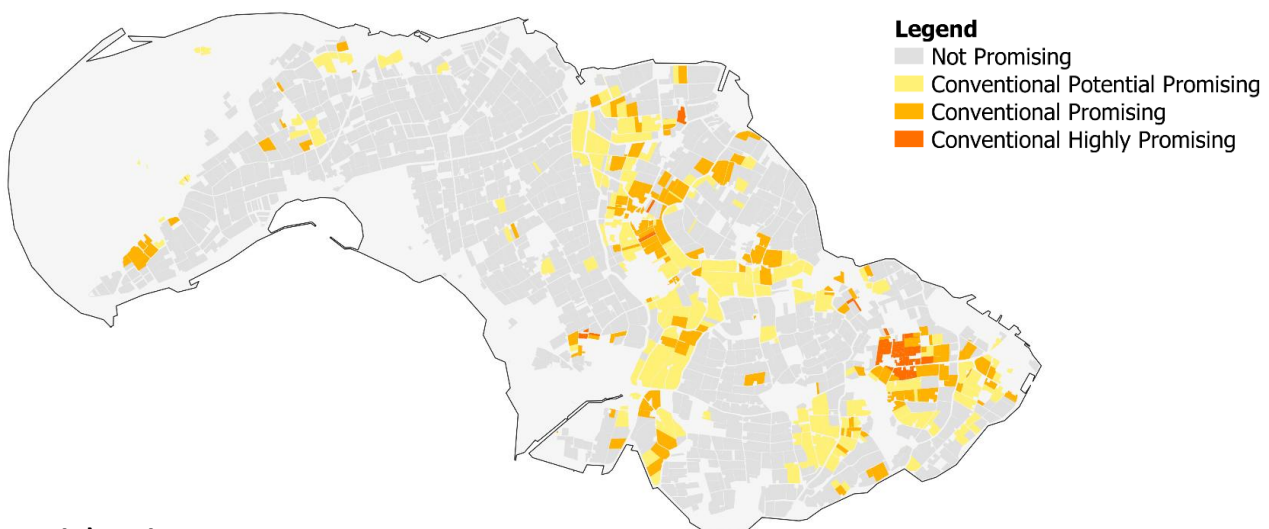 Legend
Not Promising
Conventional Potential Promising
Conventional Promising
Conventional Highly Promising